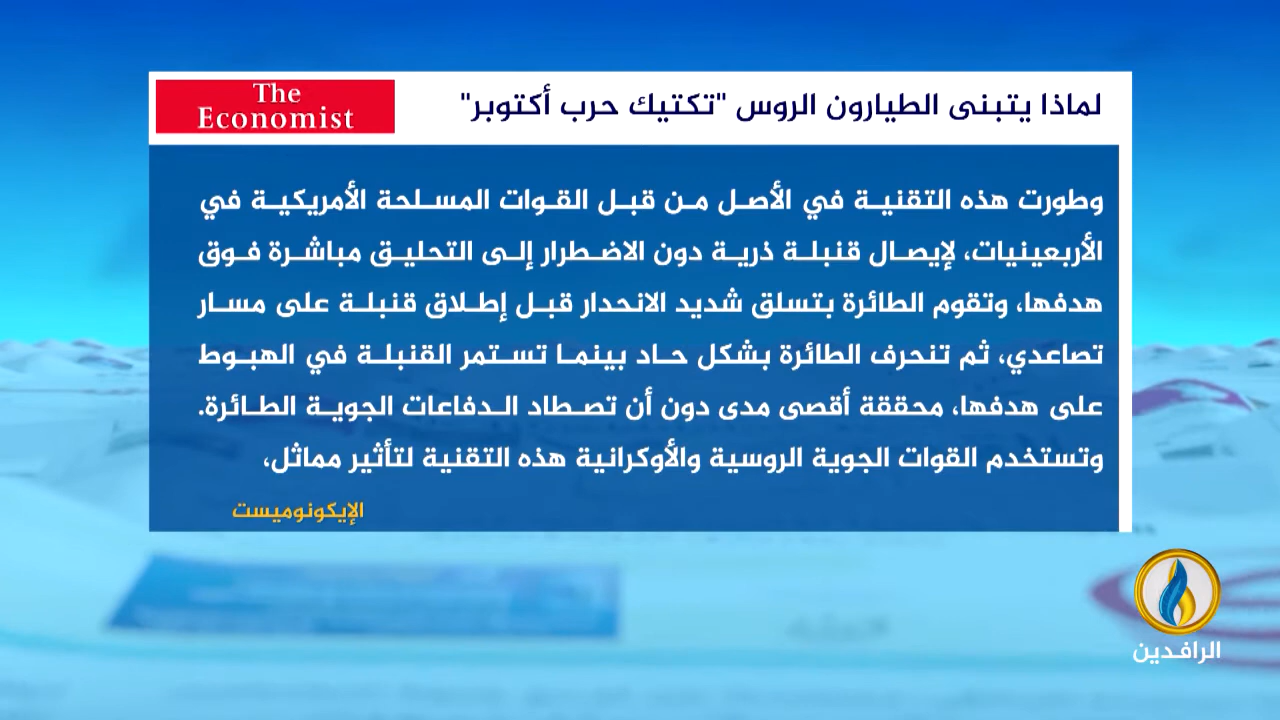 The
Economist
لماذا يتبنى الطيارون الروس "تكتيك حرب أكتوبر"
وطورت هذه التقنية في الأصل من قبل القوات المسلحة الأمريكية في
الأربعينيات، لإيصال قنبلة ذرية دون الاضطرار إلى التحليق مباشرة فوق
هدفها، وتقوم الطائرة بتسلق شديد الانحدار قبل إطلاق قنبلة على مسار
تصاعدي، ثم تنحرف الطائرة بشكل حاد بينما تستمر القنبلة في الهبوط
على هدفها، محققة أقصى مدى دون أن تصطاد الدفاعات الجوية الطائرة.
وتستخدم القوات الجوية الروسية والأوكرانية هذه التقنية لتأثير مماثل،
الإيكونوميست
الرافدين